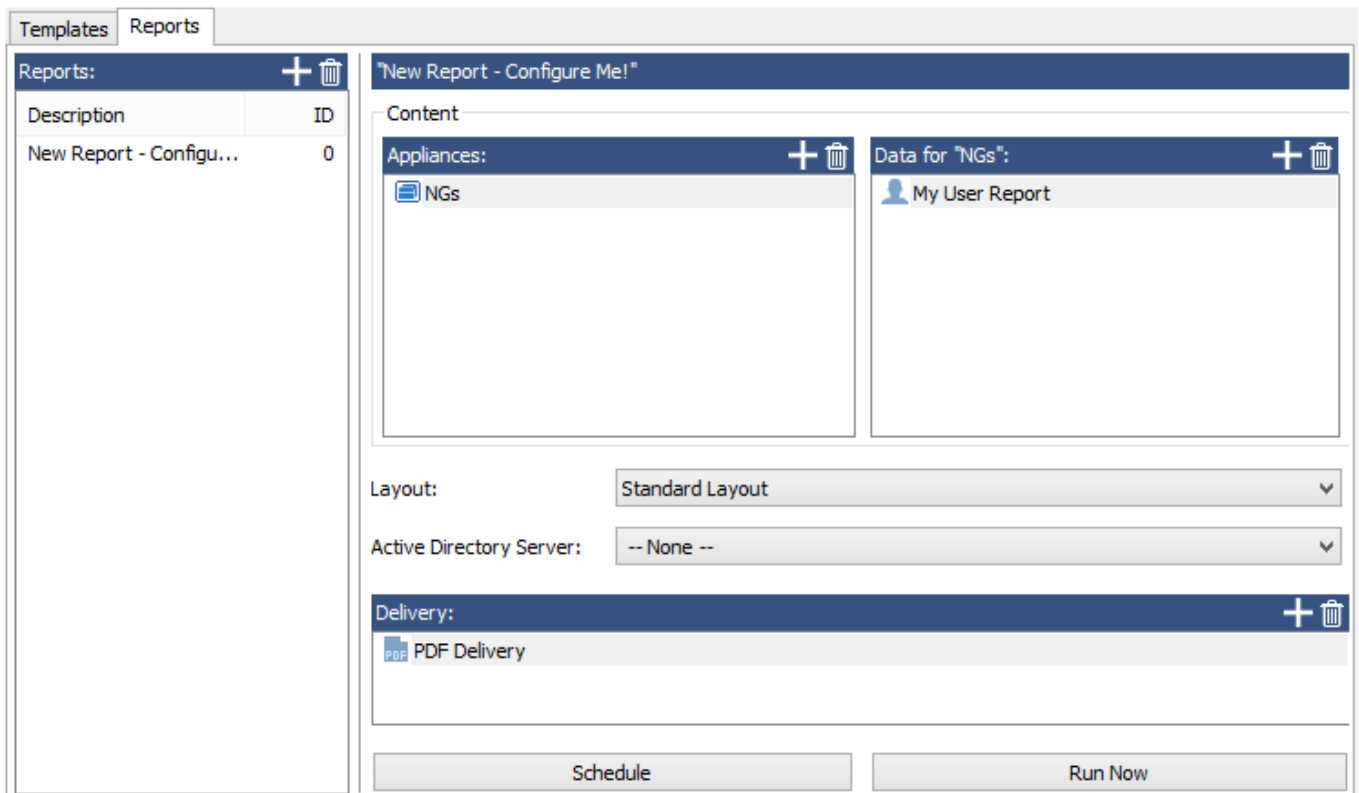 Templates Reports
Reports:
Description ID
New Report - Configu... 0
"New Report - Configure Me!"
Content
Appliances:
NGs
Data for "NGs":
My User Report
Layout: Standard Layout
Active Directory Server: -- None --
Delivery:
PDF PDF Delivery
Schedule Run Now